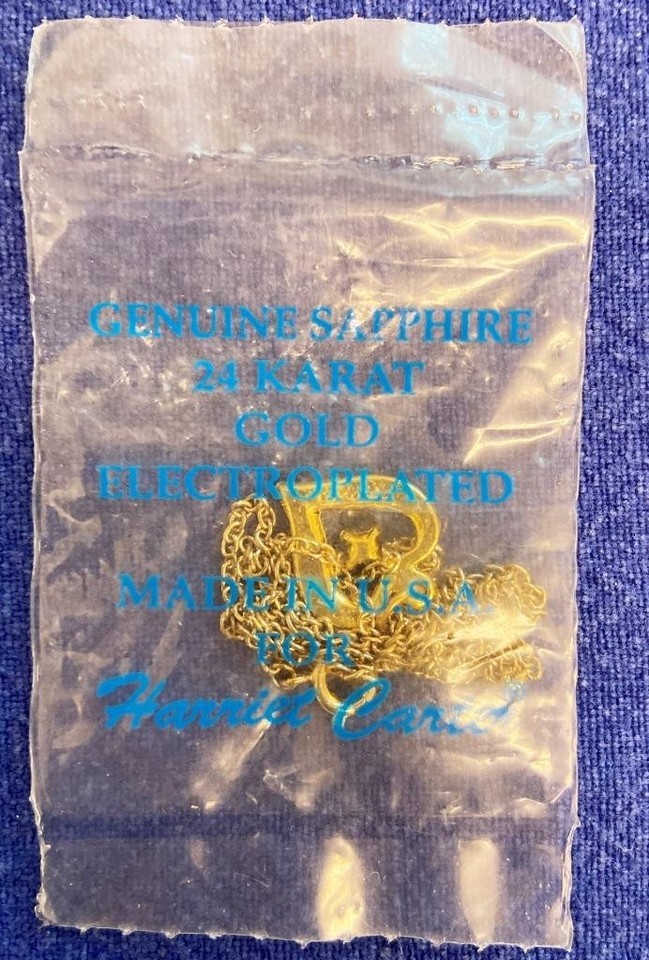 GENUINE SAPPHIRE
24 KARAT
GOLD
ELECTROPLATED
MADE IN U.S.A.
FOR
Harriet Carter